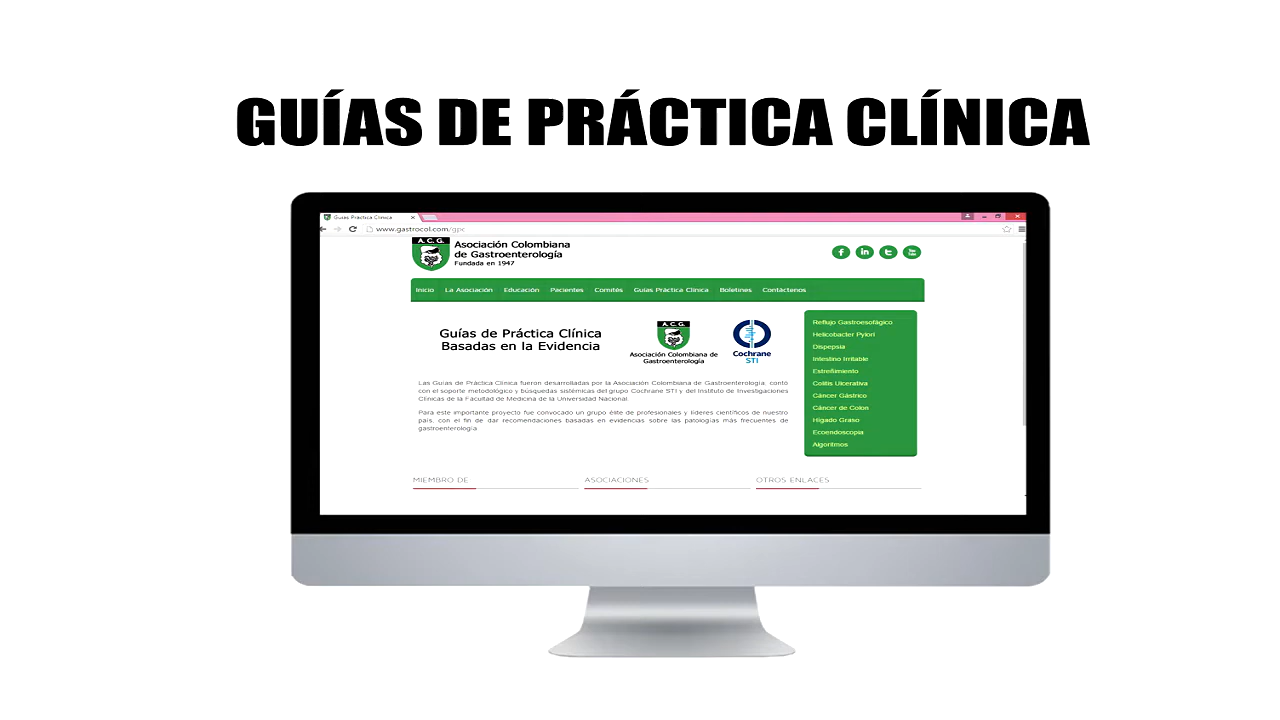 GUÍAS DE PRÁCTICA CLÍNICA
Guias Práctica Clinica
www.gastrocol.com/gpc
A.C.G.
Asociación Colombiana
de Gastroenterología
Fundada en 1947
Inicio La Asociación Educación Pacientes Comités Guías Práctica Clínica Boletines Contáctenos
Guías de Práctica Clínica
Basadas en la Evidencia
A.C.G.
Asociación Colombiana de
Gastroenterología
Cochrane
STI
Las Guías de Práctica Clínica fueron desarrolladas por la Asociación Colombiana de Gastroenterología, contó
con el soporte metodológico y búsquedas sistémicas del grupo Cochrane STI y del Instituto de Investigaciones
Clínicas de la Facultad de Medicina de la Universidad Nacional.
Para este importante proyecto fue convocado un grupo élite de profesionales y líderes científicos de nuestro
país, con el fin de dar recomendaciones basadas en evidencias sobre las patologías más frecuentes de
gastroenterología.
Reflujo Gastroesofágico
Helicobacter Pylori
Dispepsia
Intestino Irritable
Estreñimiento
Colitis Ulcerativa
Cáncer Gástrico
Cáncer de Colon
Hígado Graso
Ecoendoscopia
Algoritmos
MIEMBRO DE
ASOCIACIONES
OTROS ENLACES